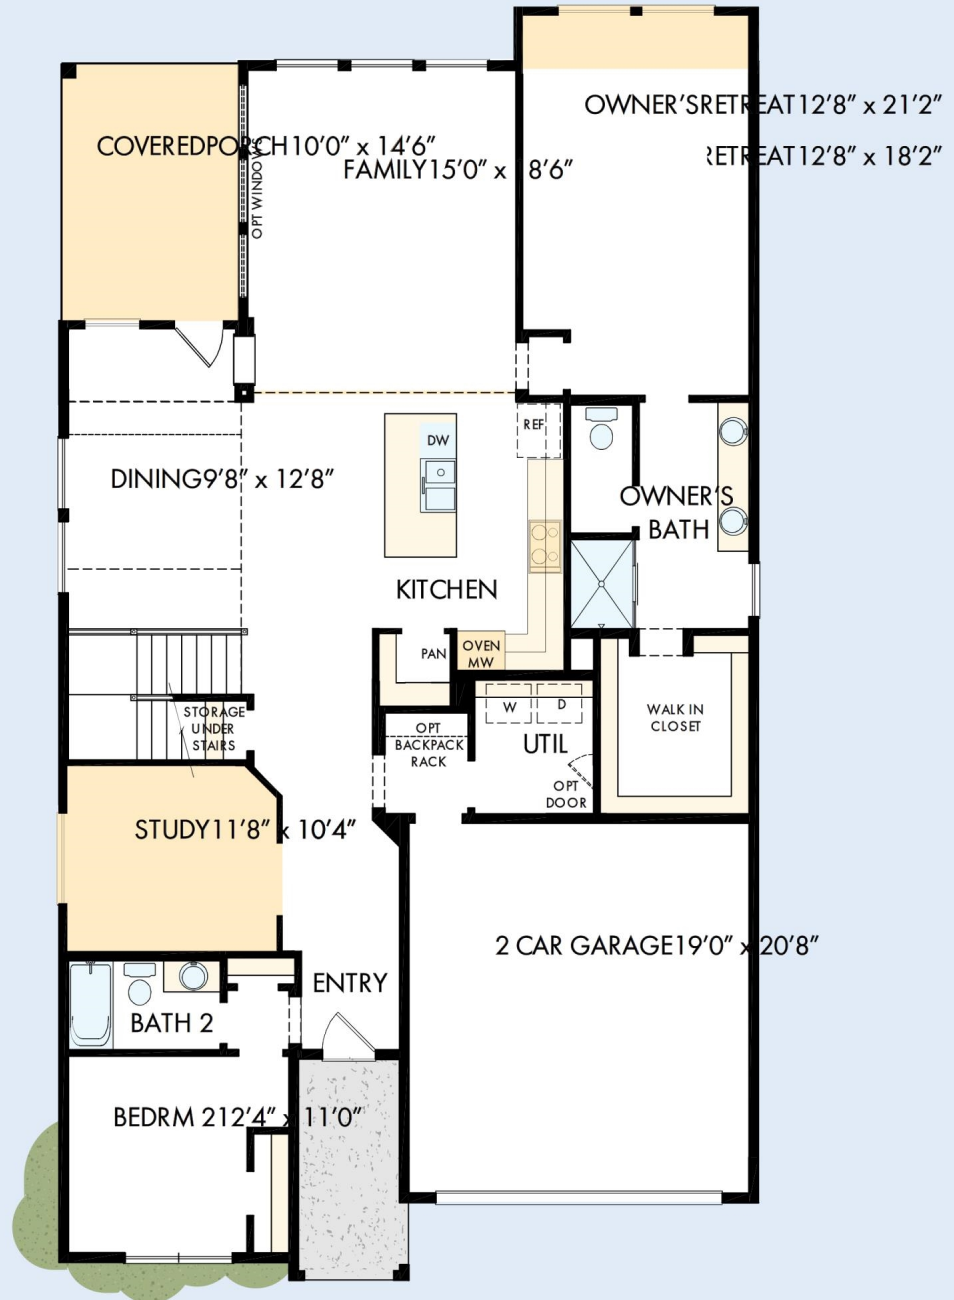 OWNER'SRETREAT12'8" x 21'2"
COVEREDPORCH10'0" x 14'6"
RETREAT12'8" x 18'2"
FAMILY15'0" x 18'6"
OPT WINDOWS
REF
DW
DINING9'8" x 12'8"
OWNER'S
BATH
KITCHEN
OVEN
MW
PAN
W
D
WALK IN
CLOSET
STORAGE
UNDER
STAIRS
OPT
BACKPACK
RACK
UTIL
OPT
DOOR
STUDY11'8" x 10'4"
2 CAR GARAGE19'0" x 20'8"
ENTRY
BATH 2
BEDRM 212'4" x 11'0"